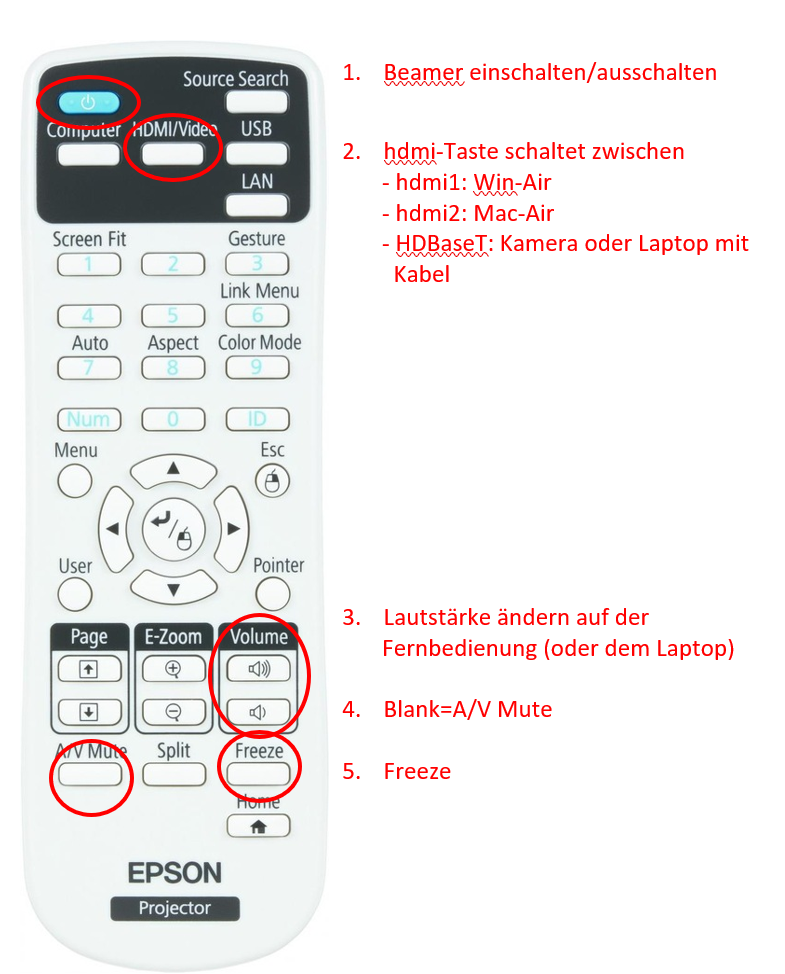 Source Search
Computer HDMI/Video USB
LAN
Screen Fit Gesture
1 2 3
Link Menu
4 5 6
Auto Aspect Color Mode
7 8 9
Num 0 ID
Menu Esc
User Pointer
Page E-Zoom Volume
A/V Mute Split Freeze
Home
EPSON
Projector
1. Beamer einschalten/ausschalten
2. hdmi-Taste schaltet zwischen
- hdmi1: Win-Air
- hdmi2: Mac-Air
- HDBaseT: Kamera oder Laptop mit
Kabel
3. Lautstärke ändern auf der
Fernbedienung (oder dem Laptop)
4. Blank=A/V Mute
5. Freeze